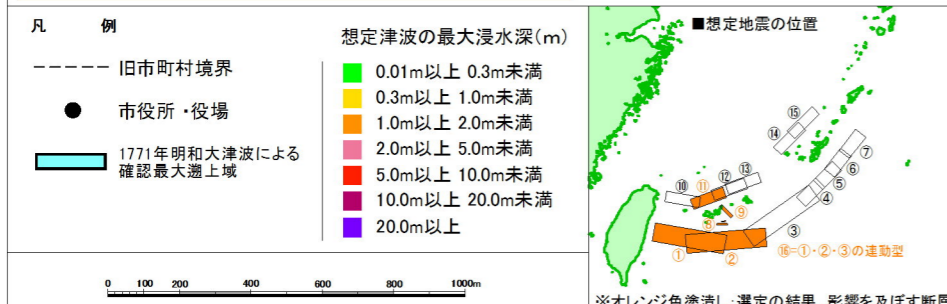 凡 例
旧市町村境界
市役所・役場
1771年明和大津波による
確認最大遡上域
想定津波の最大浸水深(m)
0.01m以上 0.3m未満
0.3m以上 1.0m未満
1.0m以上 2.0m未満
2.0m以上 5.0m未満
5.0m以上 10.0m未満
10.0m以上 20.0m未満
20.0m以上
0 100 200 400 600 800 1000m
■想定地震の位置
⑮
⑭
⑦
⑥
⑤
④
⑬
⑫
⑪
⑩
⑨
⑧
③
①
②
⑯=①・②・③の連動型
※オレンジ色塗潰し:選定の結果、影響を及ぼす断層